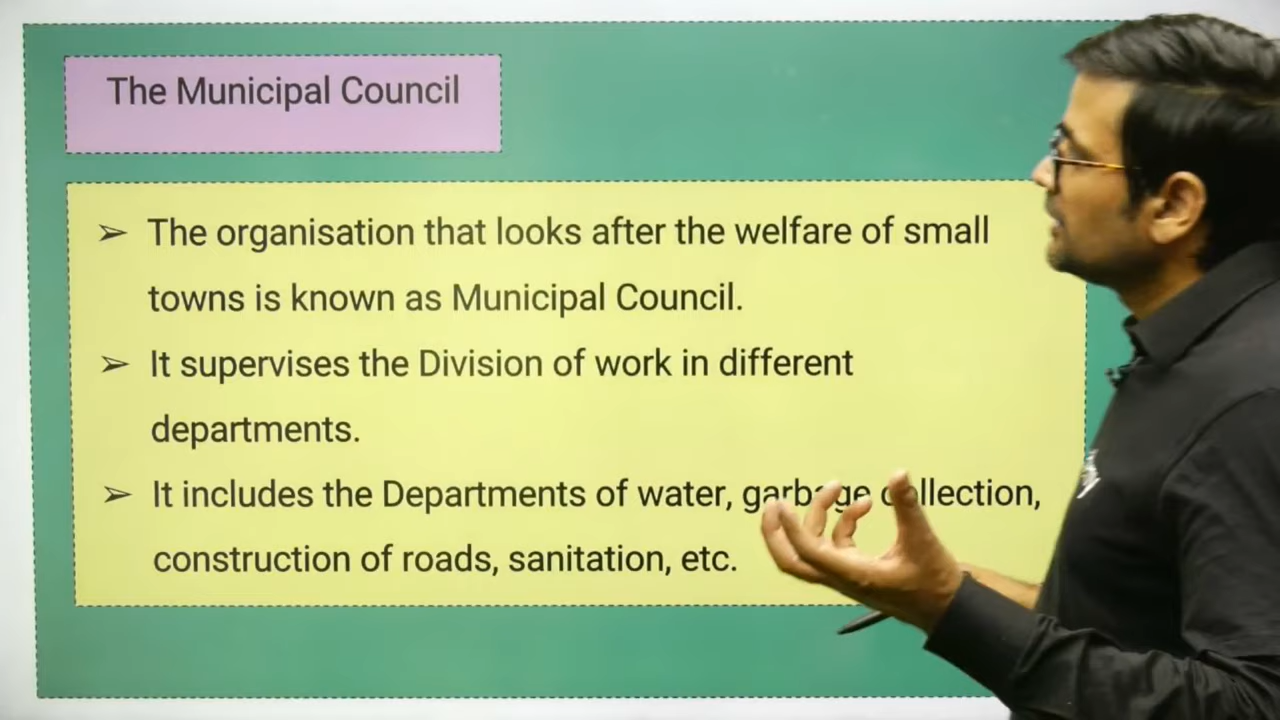 The Municipal Council
➢ The organisation that looks after the welfare of small
towns is known as Municipal Council.
➢ It supervises the Division of work in different
departments.
➢ It includes the Departments of water, garbage collection,
construction of roads, sanitation, etc.